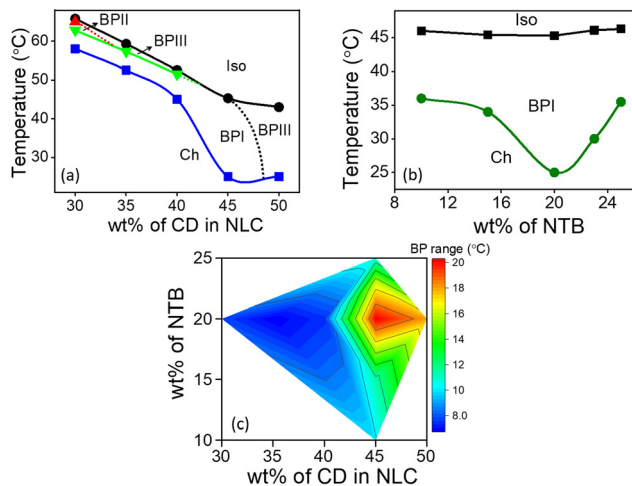 BPII
BPIII
Iso
60
50
40
30
Temperature (°C)
(a)
Ch
BPI
BPIII
30
35
40
45
50
wt% of CD in NLC
Iso
50
45
40
35
30
25
Temperature (°C)
BPI
Ch
(b)
8
12
16
20
24
wt% of NTB
BP range (°C)
25
20
15
10
wt% of NTB
(c)
30
35
40
45
50
wt% of CD in NLC
20
18
16
14
12
10
8.0